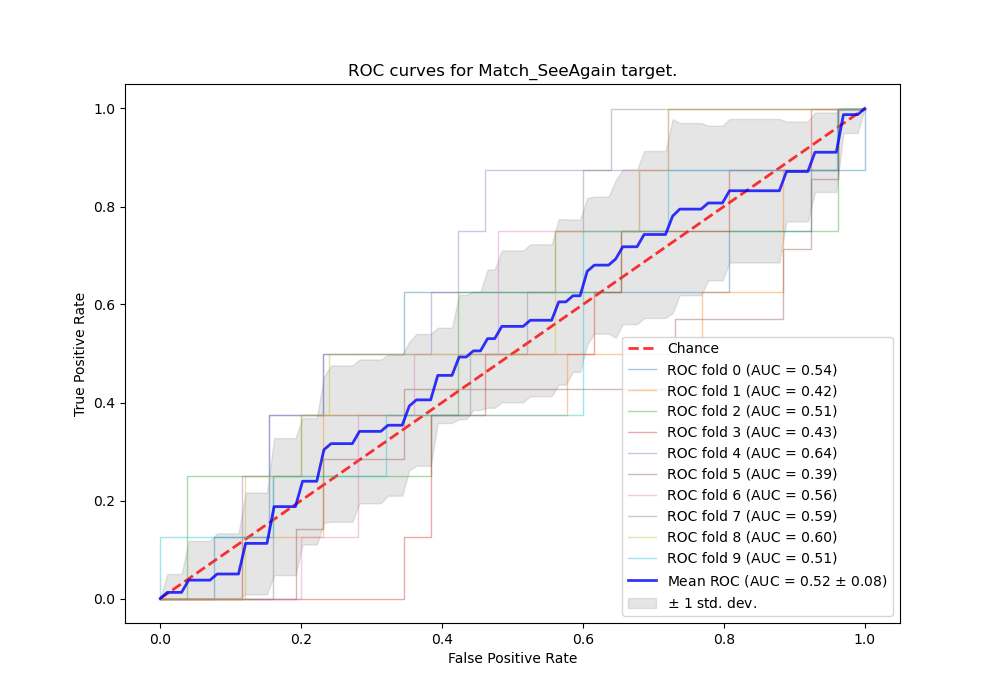 ROC curves for Match_SeeAgain target.
True Positive Rate
1.0
0.8
0.6
0.4
0.2
0.0
Chance
ROC fold 0 (AUC = 0.54)
ROC fold 1 (AUC = 0.42)
ROC fold 2 (AUC = 0.51)
ROC fold 3 (AUC = 0.43)
ROC fold 4 (AUC = 0.64)
ROC fold 5 (AUC = 0.39)
ROC fold 6 (AUC = 0.56)
ROC fold 7 (AUC = 0.59)
ROC fold 8 (AUC = 0.60)
ROC fold 9 (AUC = 0.51)
Mean ROC (AUC = 0.52 ± 0.08)
± 1 std. dev.
0.0 0.2 0.4 0.6 0.8 1.0
False Positive Rate